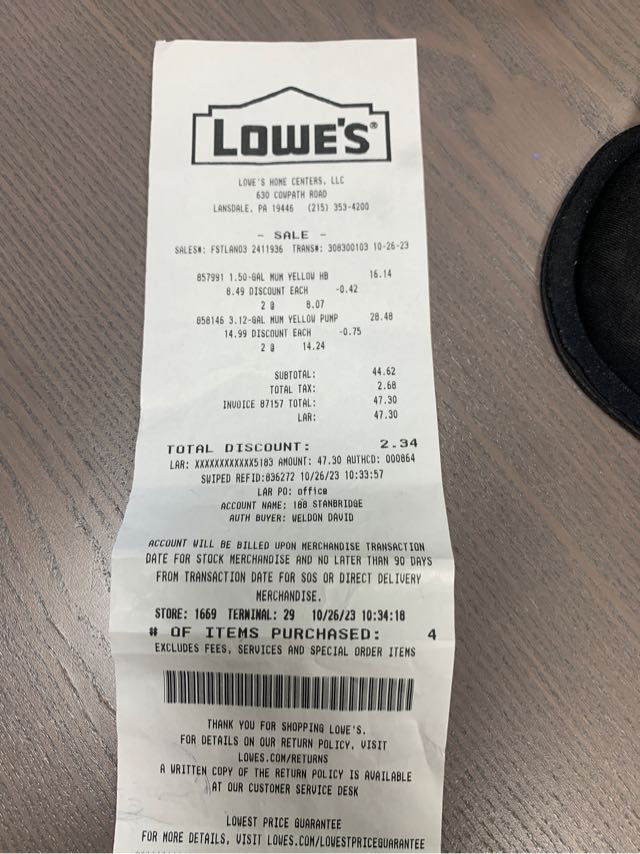 LOWE'S®
LOWE'S HOME CENTERS, LLC
630 COWPATH ROAD
LANSDALE, PA 19446 (215) 353-4200
- SALE -
SALES#: FSTLAN03 2411936 TRANS#: 308300103 10-26-23
857991 1.50-GAL MUM YELLOW HB 16.14
8.49 DISCOUNT EACH -0.42
2 @ 8.07
858146 3.12-GAL MUM YELLOW PUMP 28.48
14.99 DISCOUNT EACH -0.75
2 @ 14.24
SUBTOTAL: 44.62
TOTAL TAX: 2.68
INVOICE 87157 TOTAL: 47.30
LAR: 47.30
TOTAL DISCOUNT: 2.34
LAR: XXXXXXXXXXXX5183 AMOUNT: 47.30 AUTHCD: 000864
SWIPED REFID:836272 10/26/23 10:33:57
LAR PO: office
ACCOUNT NAME: 188 STANBRIDGE
AUTH BUYER: WELDON DAVID
ACCOUNT WILL BE BILLED UPON MERCHANDISE TRANSACTION
DATE FOR STOCK MERCHANDISE AND NO LATER THAN 90 DAYS
FROM TRANSACTION DATE FOR SOS OR DIRECT DELIVERY
MERCHANDISE.
STORE: 1669 TERMINAL: 29 10/26/23 10:34:18
# OF ITEMS PURCHASED: 4
EXCLUDES FEES, SERVICES AND SPECIAL ORDER ITEMS
THANK YOU FOR SHOPPING LOWE'S.
FOR DETAILS ON OUR RETURN POLICY, VISIT
LOWES.COM/RETURNS
A WRITTEN COPY OF THE RETURN POLICY IS AVAILABLE
AT OUR CUSTOMER SERVICE DESK
LOWEST PRICE GUARANTEE
FOR MORE DETAILS, VISIT LOWES.COM/LOWESTPRICEGUARANTEE